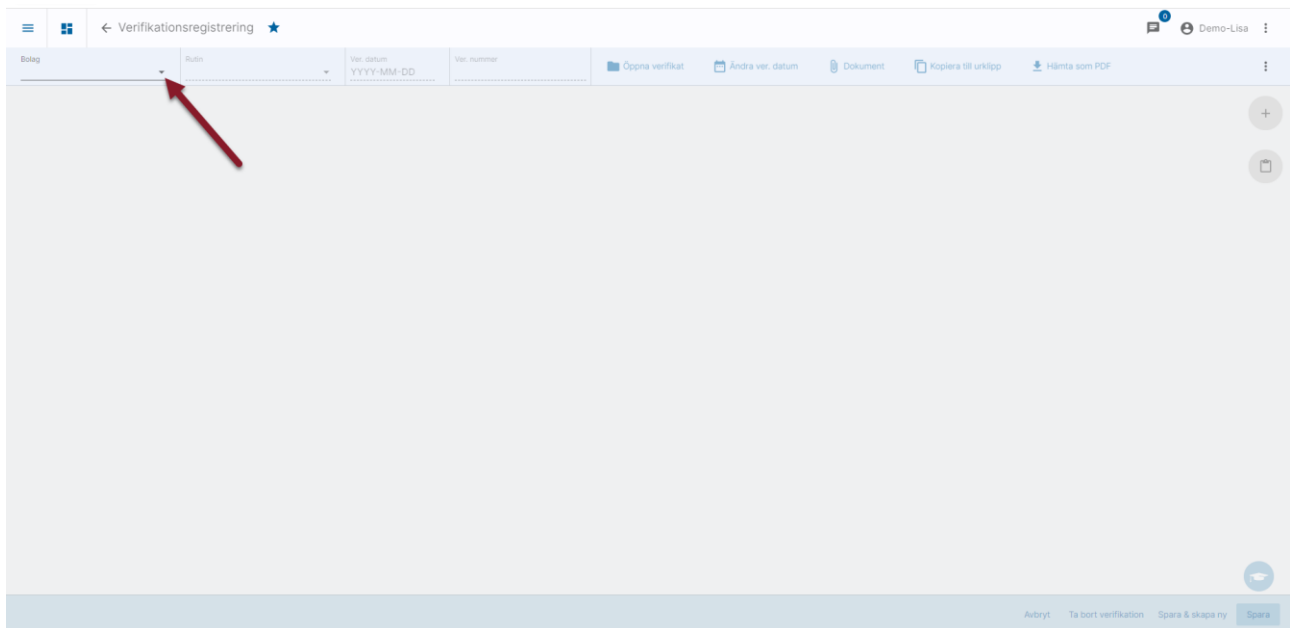 Verifikationsregistrering
0
Demo-Lisa
Bolag
Rutin
Ver. datum
YYYY-MM-DD
Ver. nummer
Öppna verifikat
Ändra ver. datum
Dokument
Kopiera till urklipp
Hämta som PDF
Avbryt
Ta bort verifikation
Spara & skapa ny
Spara